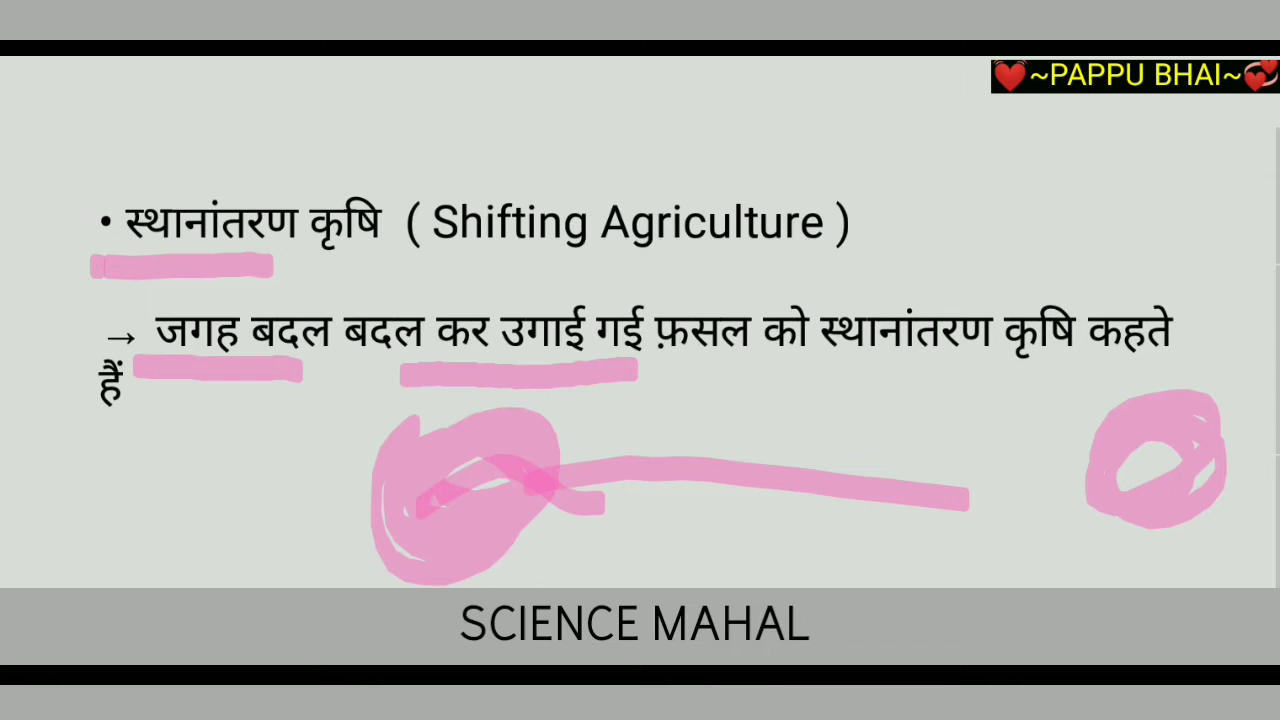 ❤️~PAPPU BHAI~💞
• स्थानांतरण कृषि ( Shifting Agriculture )
→ जगह बदल बदल कर उगाई गई फ़सल को स्थानांतरण कृषि कहते
हैं
SCIENCE MAHAL